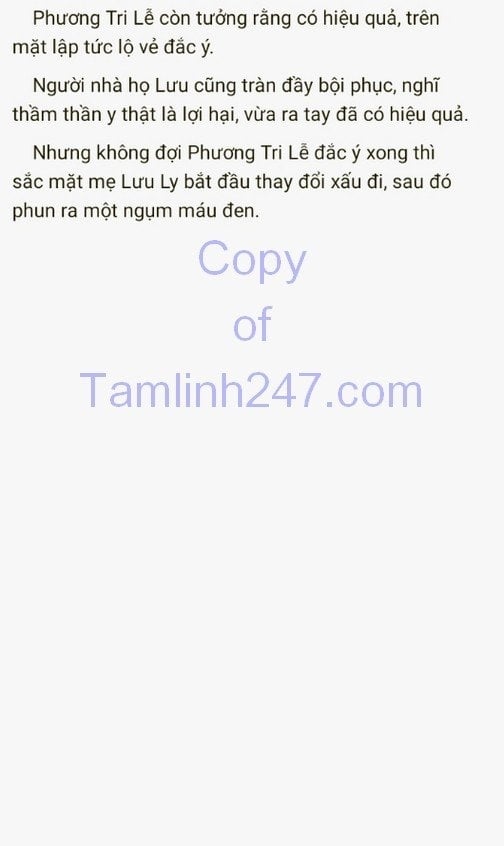 Phương Tri Lễ còn tưởng rằng có hiệu quả, trên
mặt lập tức lộ vẻ đắc ý.
Người nhà họ Lưu cũng tràn đầy bội phục, nghĩ
thầm thần y thật là lợi hại, vừa ra tay đã có hiệu quả.
Nhưng không đợi Phương Tri Lễ đắc ý xong thì
sắc mặt mẹ Lưu Ly bắt đầu thay đổi xấu đi, sau đó
phun ra một ngụm máu đen.
Copy
of
Tamlinh247.com